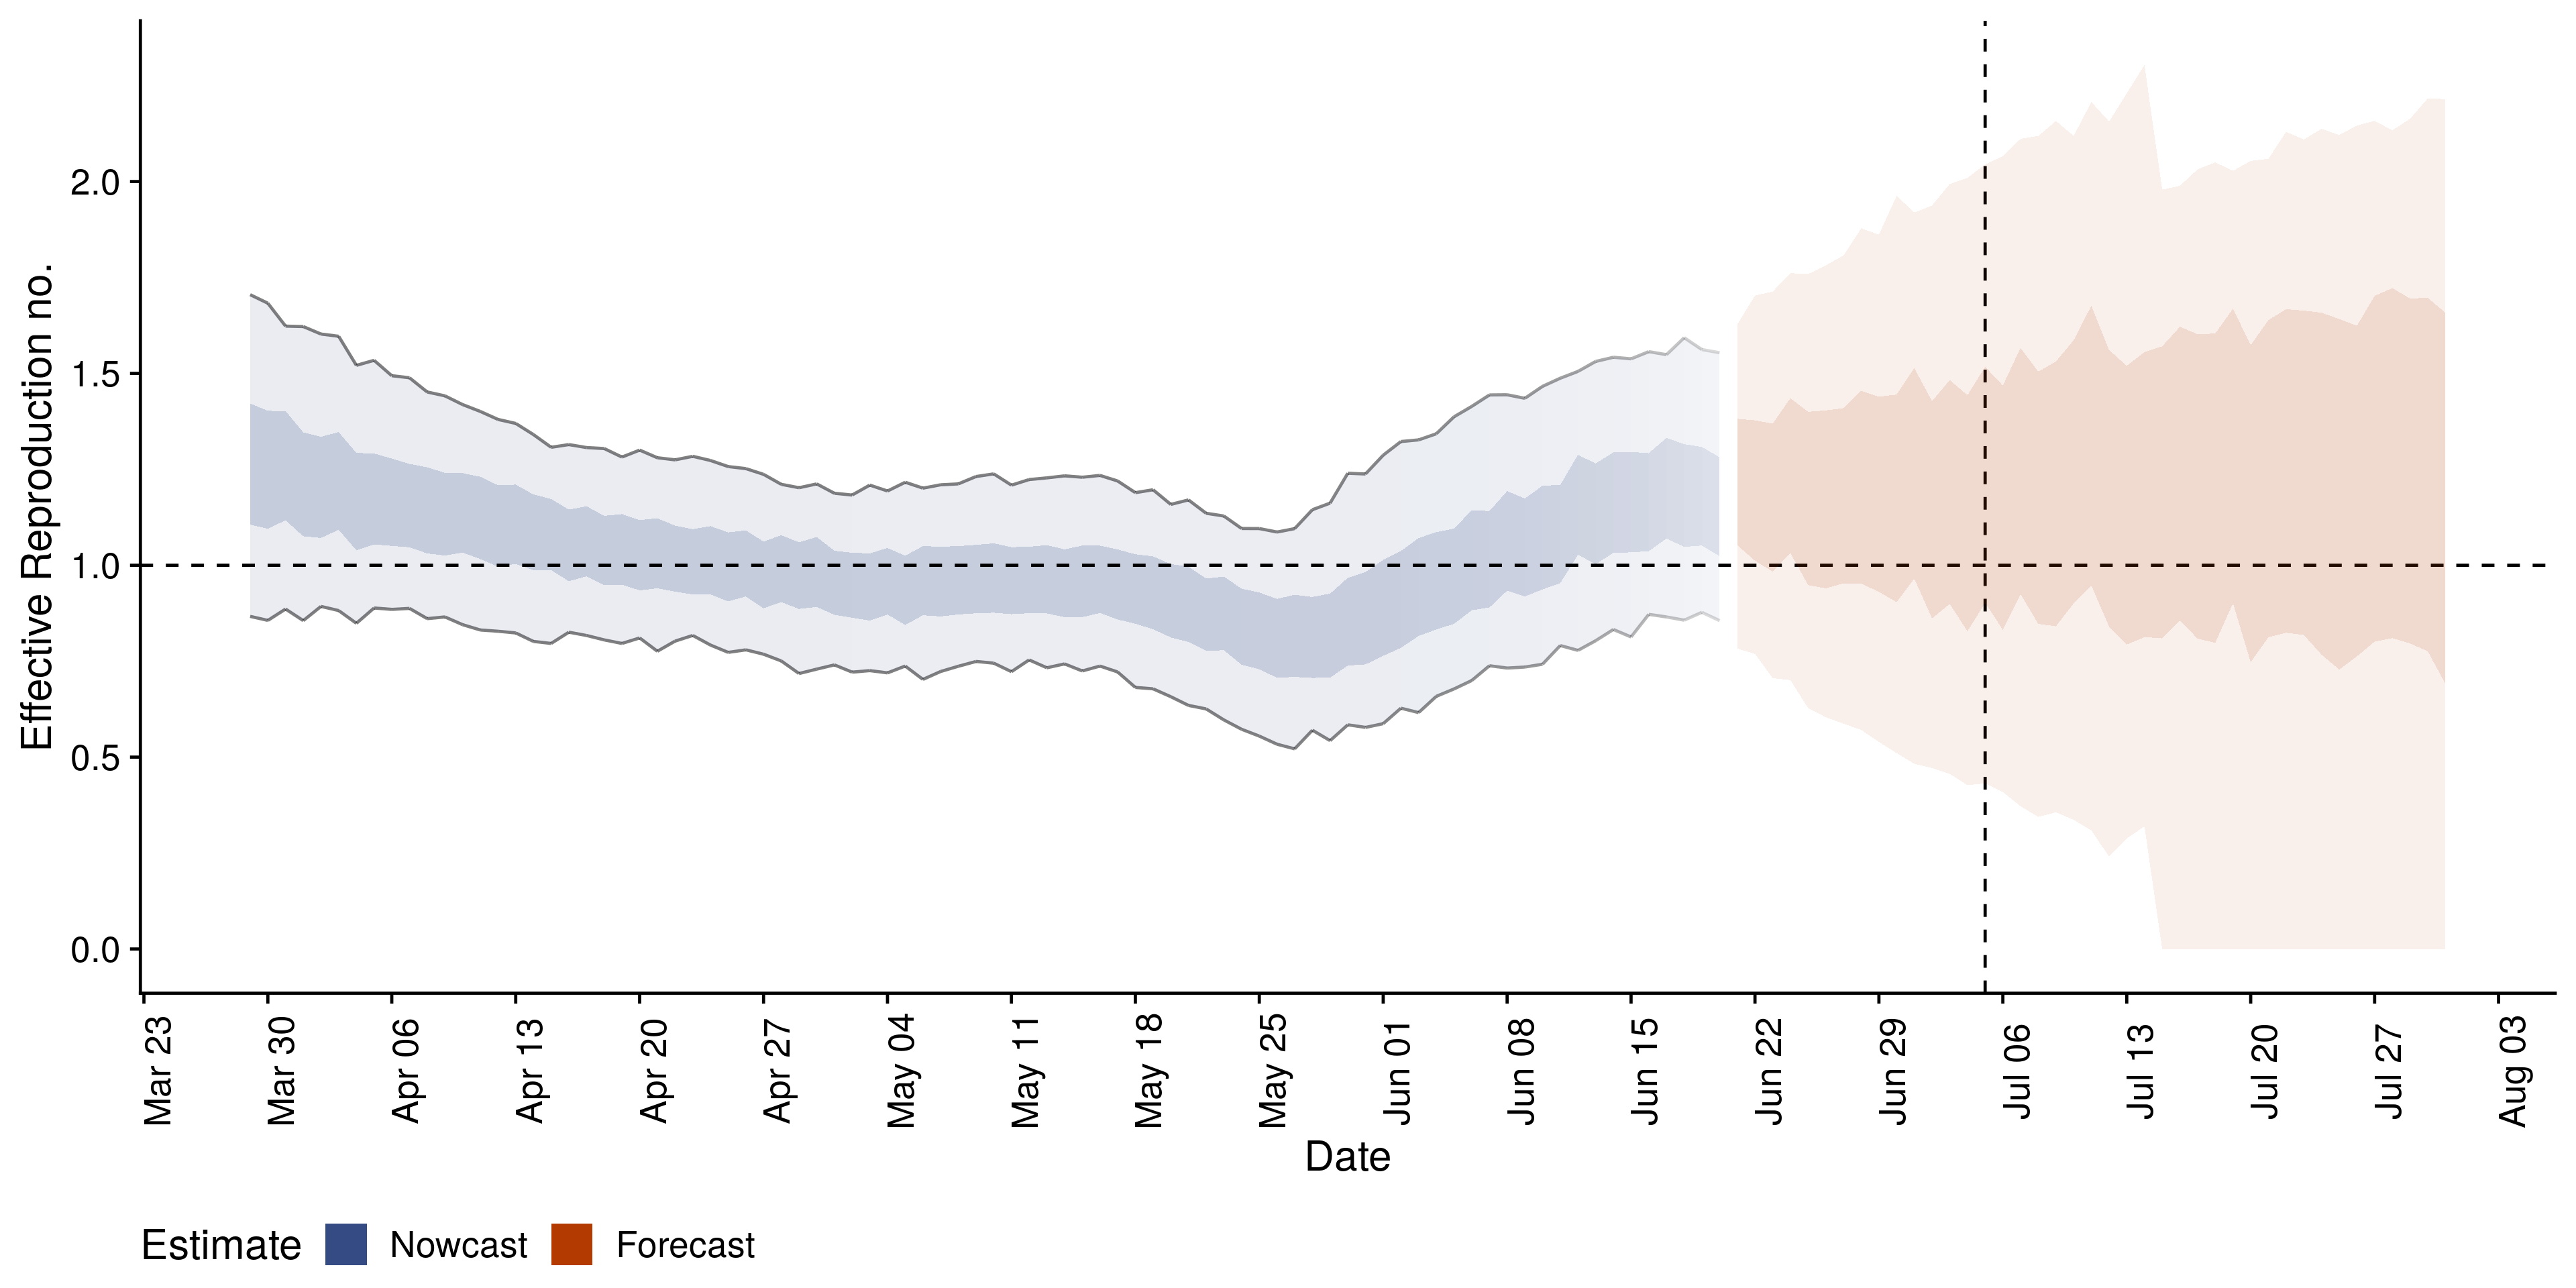 Effective Reproduction no.
2.0
1.5
1.0
0.5
0.0
Mar 23
Mar 30
Apr 06
Apr 13
Apr 20
Apr 27
May 04
May 11
May 18
May 25
Jun 01
Jun 08
Jun 15
Jun 22
Jun 29
Jul 06
Jul 13
Jul 20
Jul 27
Aug 03
Date
Estimate Nowcast Forecast